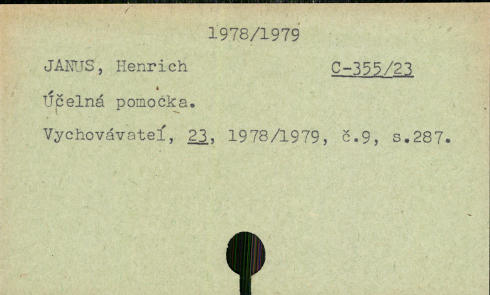 1978/1979
JANUS, Henrich C-355/23
Účelná pomocka.
Vychovávateľ, 23, 1978/1979, č.9, s.287.